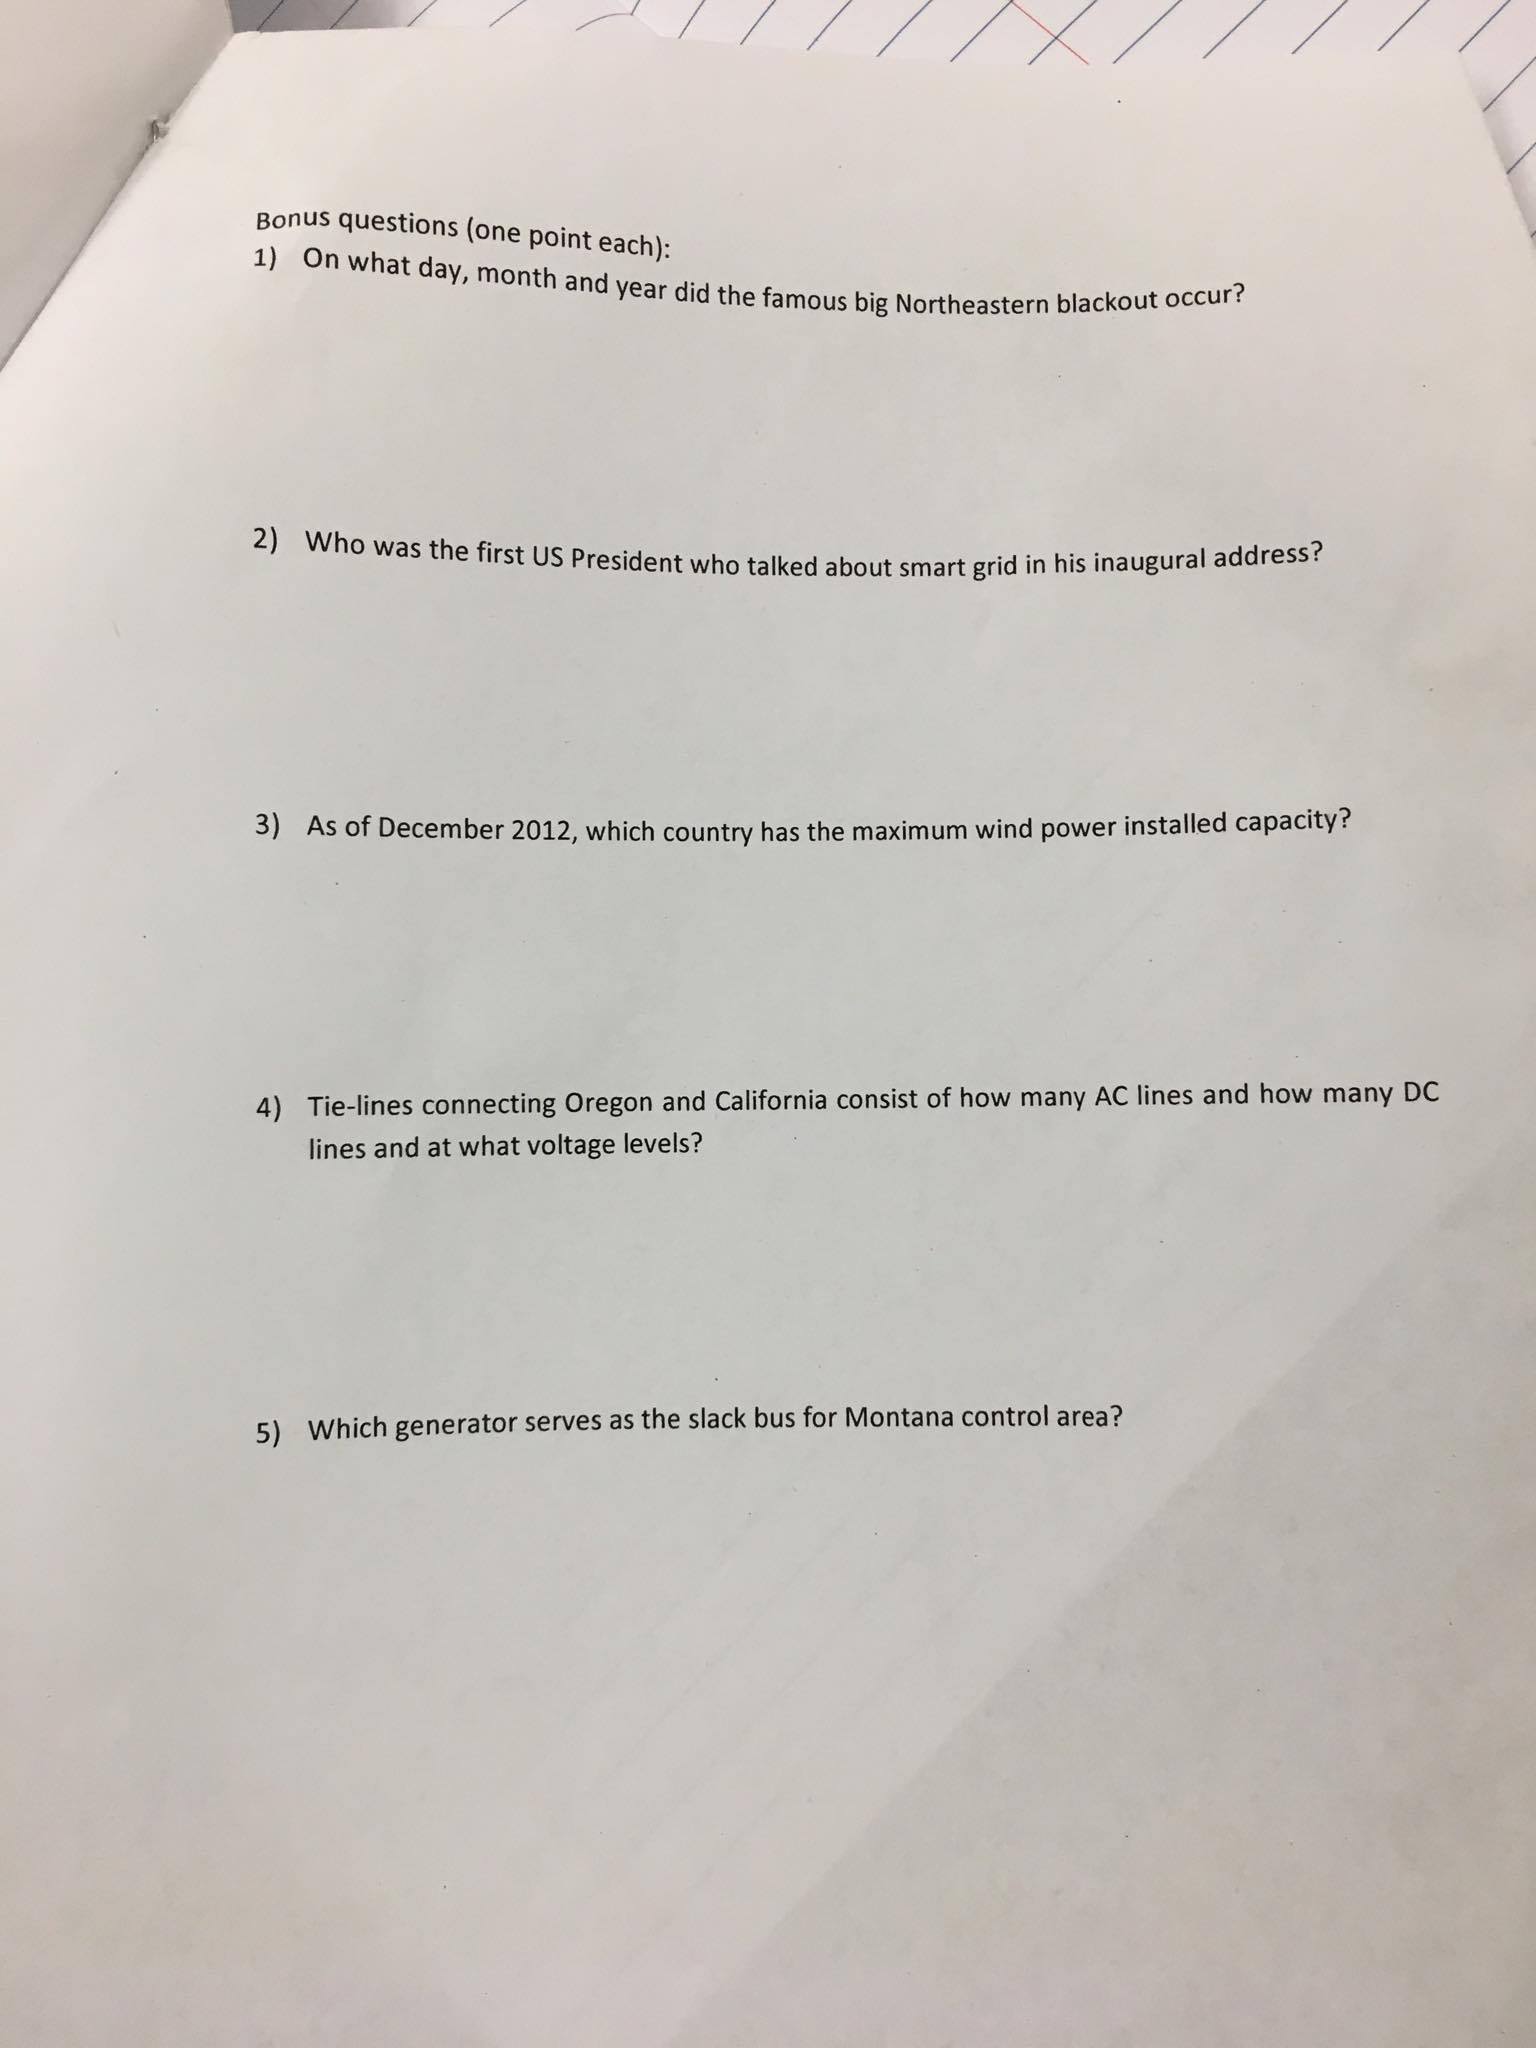 Bonus questions (one point each):
1) On what day, month and year did the famous big Northeastern blackout occur?
2) Who was the first US President who talked about smart grid in his inaugural address?
3) As of December 2012, which country has the maximum wind power installed capacity?
4) Tie-lines connecting Oregon and California consist of how many AC lines and how many DC
lines and at what voltage levels?
5) Which generator serves as the slack bus for Montana control area?